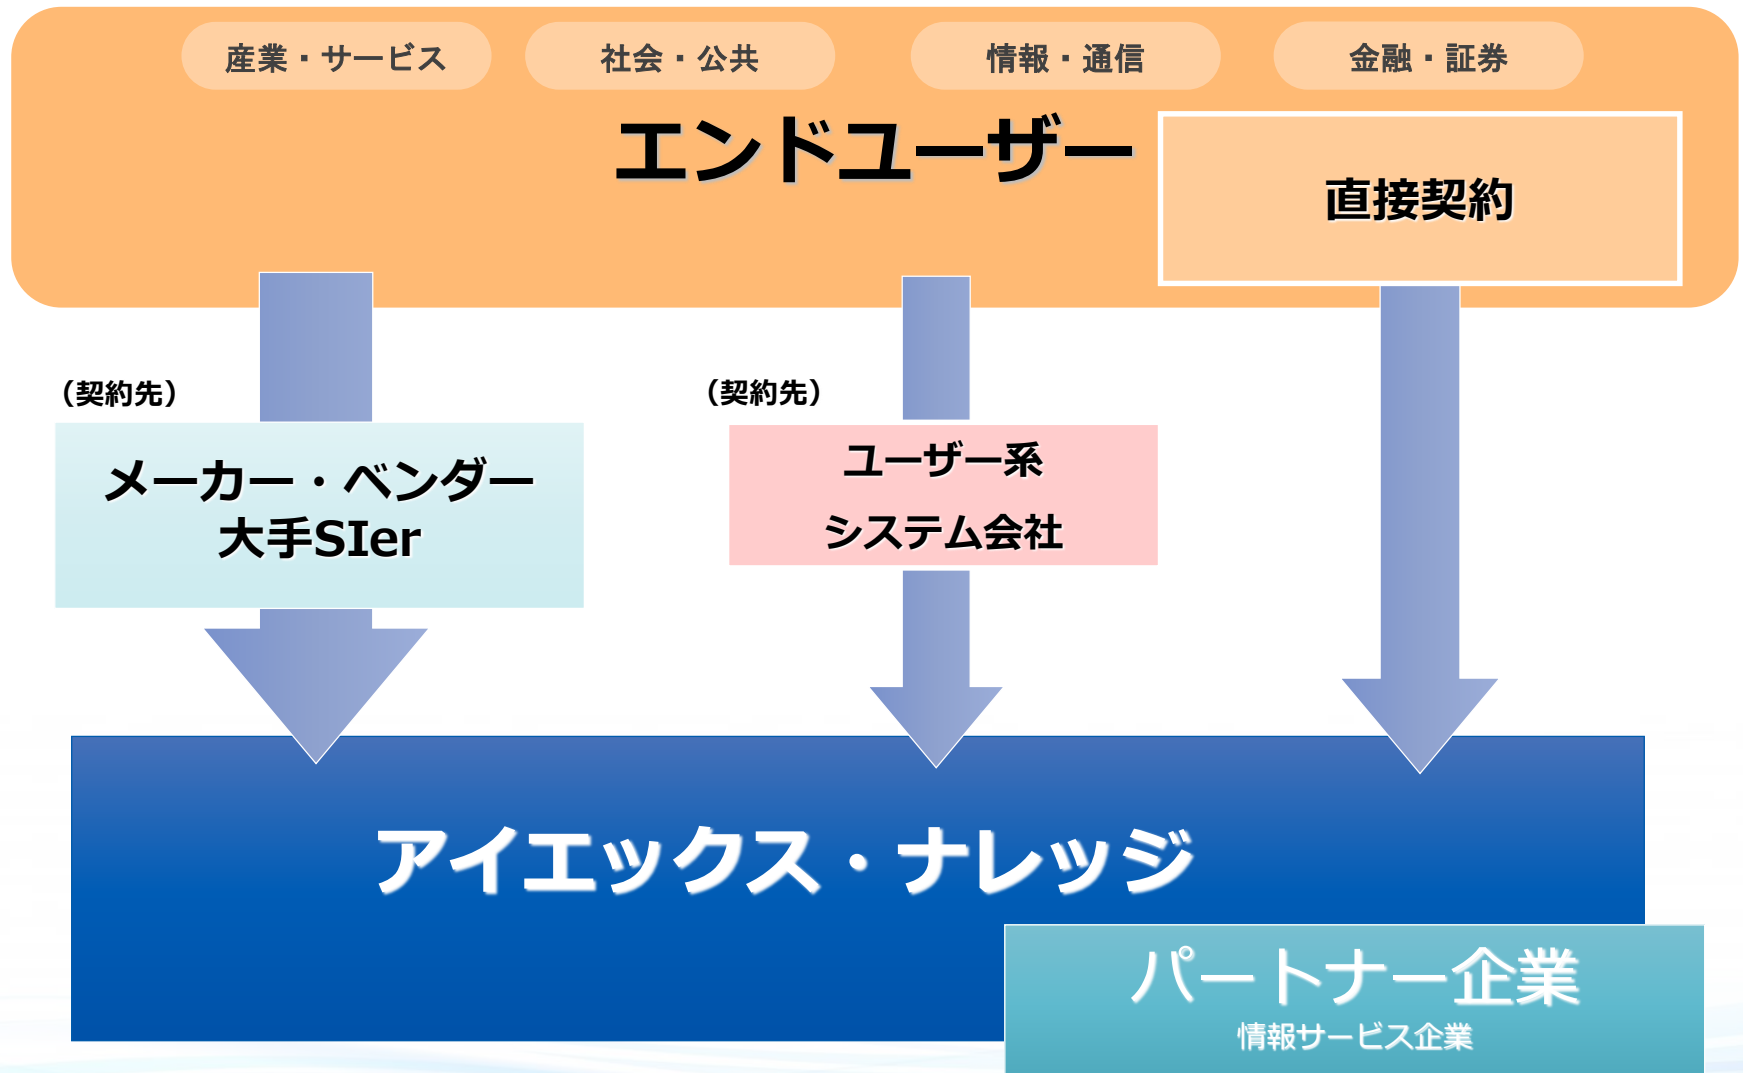 産業・サービス
社会・公共
情報・通信
金融・証券
エンドユーザー
直接契約
（契約先）
（契約先）
メーカー・ベンダー
大手SIer
ユーザー系
システム会社
アイエックス・ナレッジ
パートナー企業
情報サービス企業